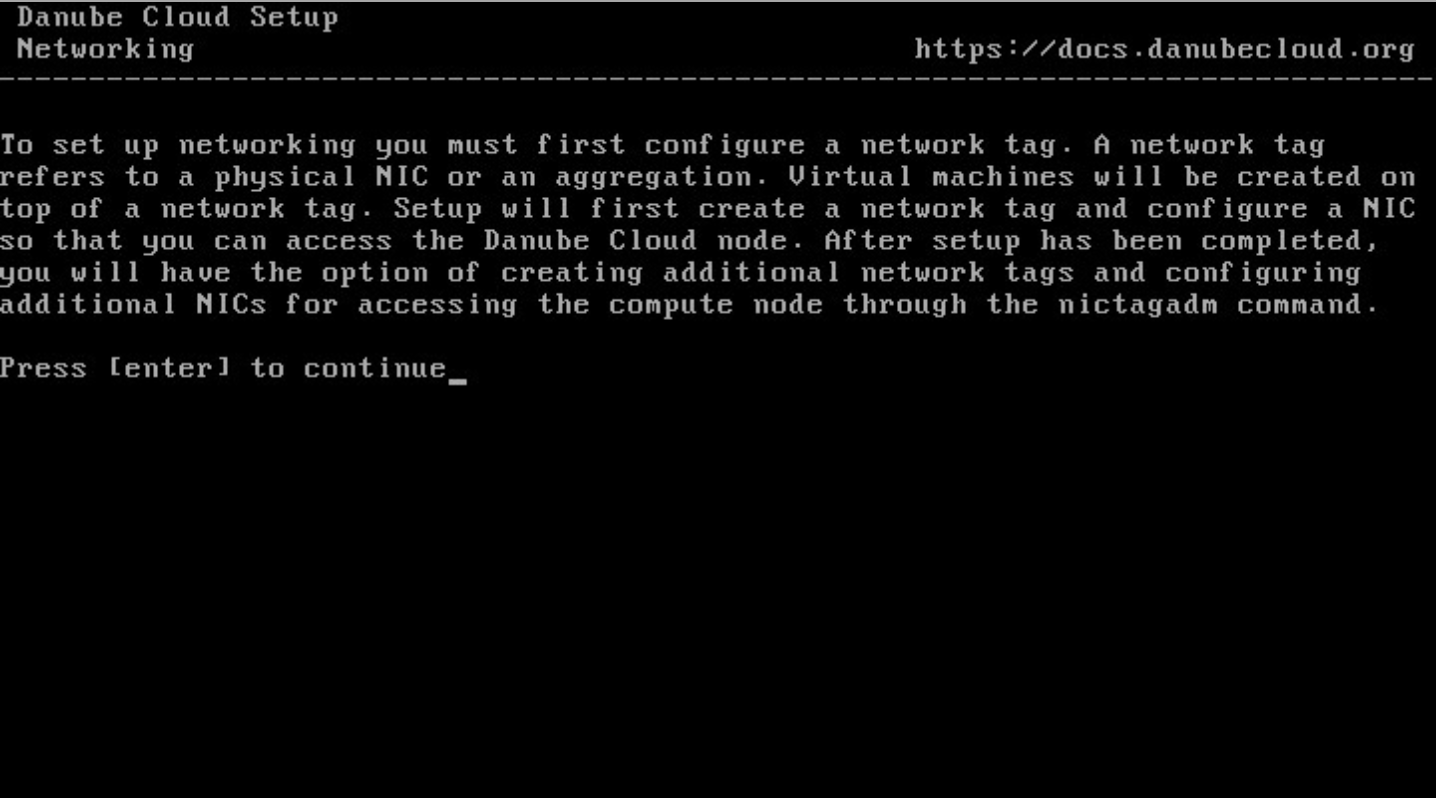 Danube Cloud Setup
Networking https://docs.danubecloud.org
--------------------------------------------------------------------------------
To set up networking you must first configure a network tag. A network tag
refers to a physical NIC or an aggregation. Virtual machines will be created on
top of a network tag. Setup will first create a network tag and configure a NIC
so that you can access the Danube Cloud node. After setup has been completed,
you will have the option of creating additional network tags and configuring
additional NICs for accessing the compute node through the nictagadm command.
Press [enter] to continue_